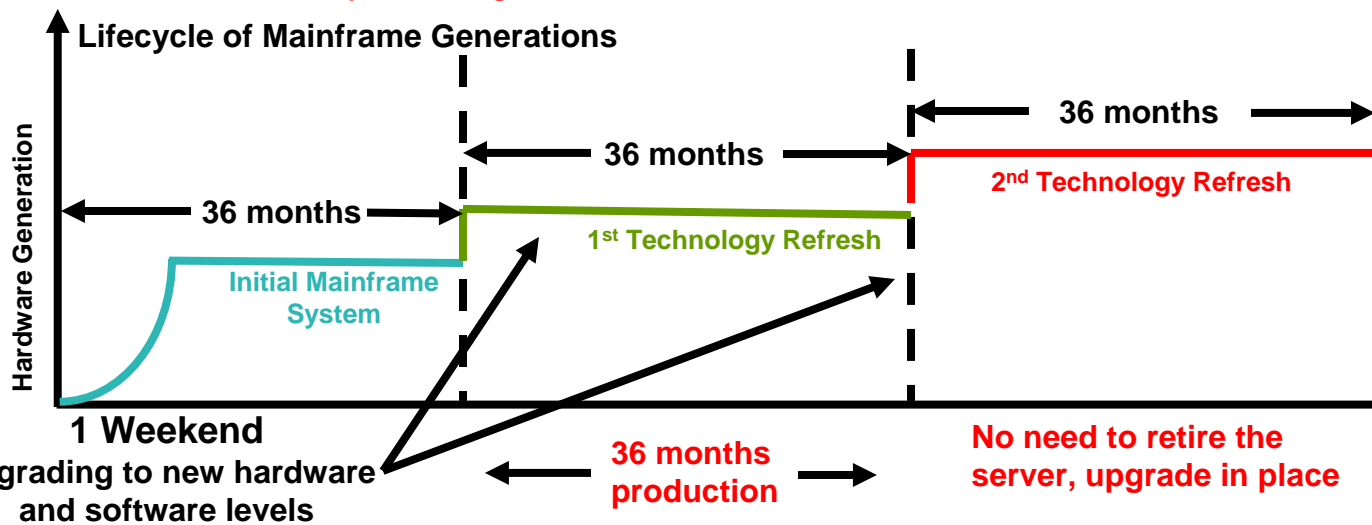 Lifecycle of Mainframe Generations
Hardware Generation
36 months
36 months
36 months
2nd Technology Refresh
1st Technology Refresh
Initial Mainframe
System
1 Weekend
grading to new hardware
and software levels
36 months
production
No need to retire the
server, upgrade in place